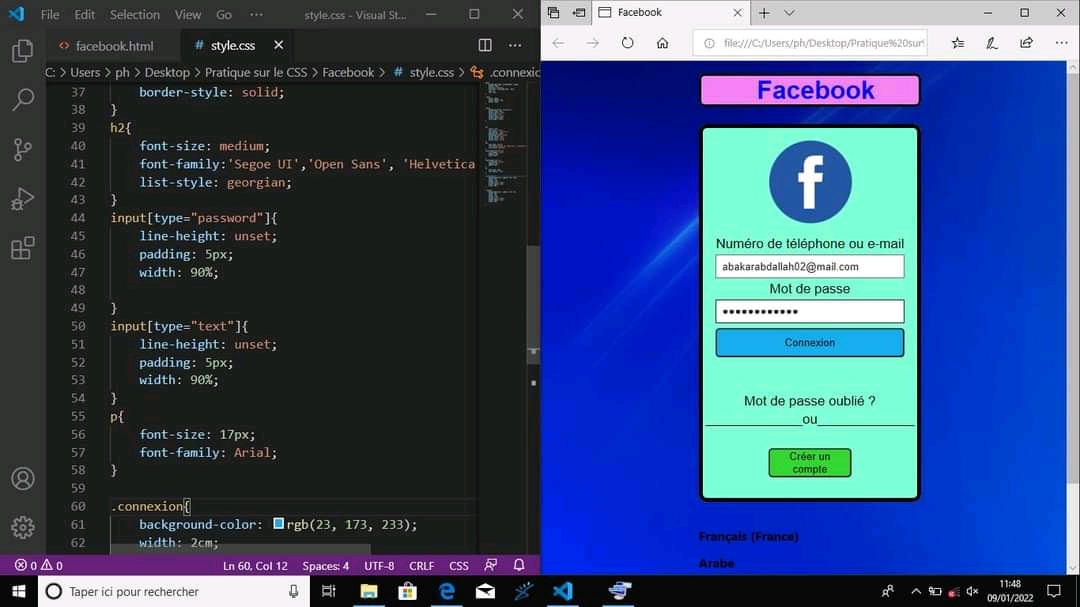 File Edit Selection View Go ··· style.css - Visual St...
facebook.html
# style.css
C: > Users > ph > Desktop > Pratique sur le CSS > Facebook > # style.css > .connexic
37 border-style: solid;
38 }
39 h2{
40 font-size: medium;
41 font-family:'Segoe UI','Open Sans', 'Helvetica
42 list-style: georgian;
43 }
44 input[type="password"]{
45 line-height: unset;
46 padding: 5px;
47 width: 90%;
48
49 }
50 input[type="text"]{
51 line-height: unset;
52 padding: 5px;
53 width: 90%;
54 }
55 p{
56 font-size: 17px;
57 font-family: Arial;
58 }
59
60 .connexion{
61 background-color: rgb(23, 173, 233);
62 width: 2cm;
0 0 Ln 60, Col 12 Spaces: 4 UTF-8 CRLF CSS
Facebook
file:///C:/Users/ph/Desktop/Pratique%20sur
Facebook
f
Numéro de téléphone ou e-mail
abakarabdallah02@mail.com
Mot de passe
••••••••••••
Connexion
Mot de passe oublié ?
_____________ou_____________
Créer un
compte
Français (France)
Arabe
Taper ici pour rechercher
11:48
09/01/2022